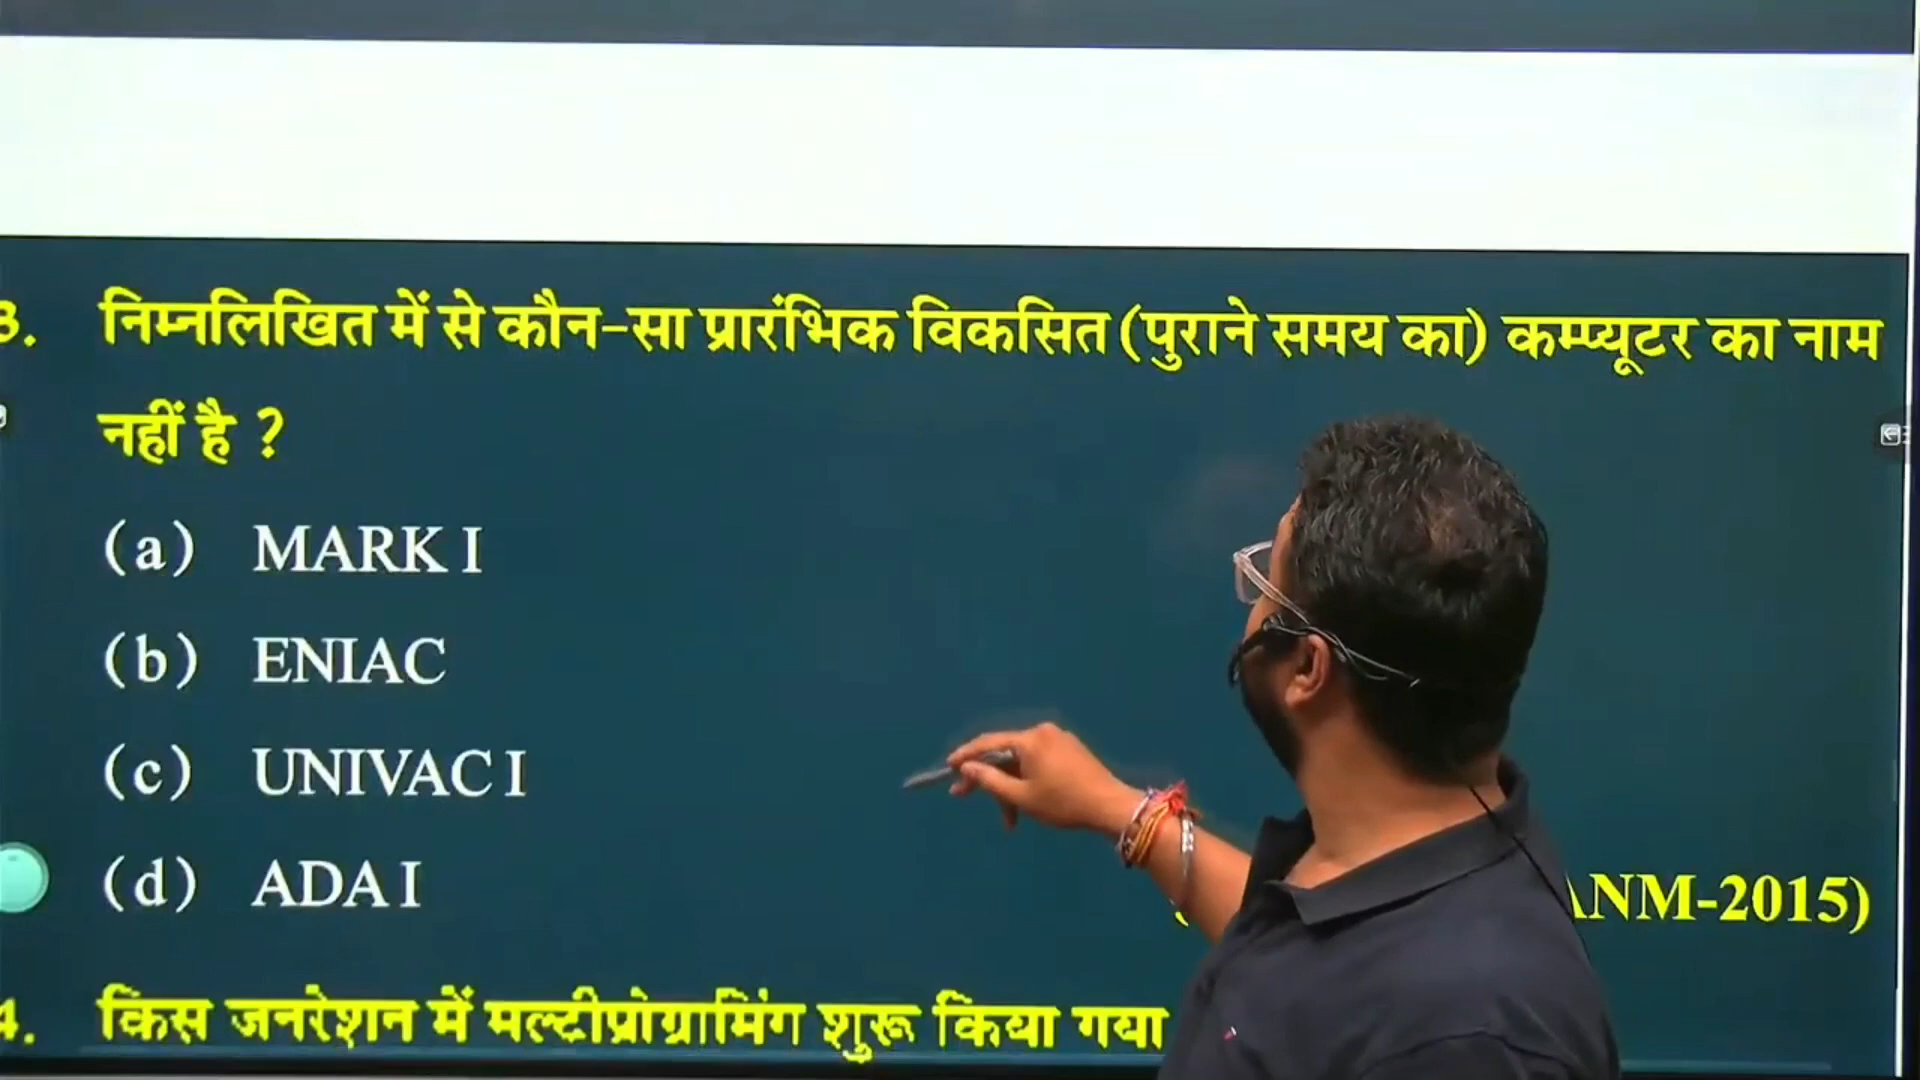 3. निम्नलिखित में से कौन-सा प्रारंभिक विकसित (पुराने समय का) कम्प्यूटर का नाम
नहीं है ?
(a) MARK I
(b) ENIAC
(c) UNIVAC I
(d) ADA I
ANM-2015)
4. किस जनरेशन में मल्टीप्रोग्रामिंग शुरू किया गया